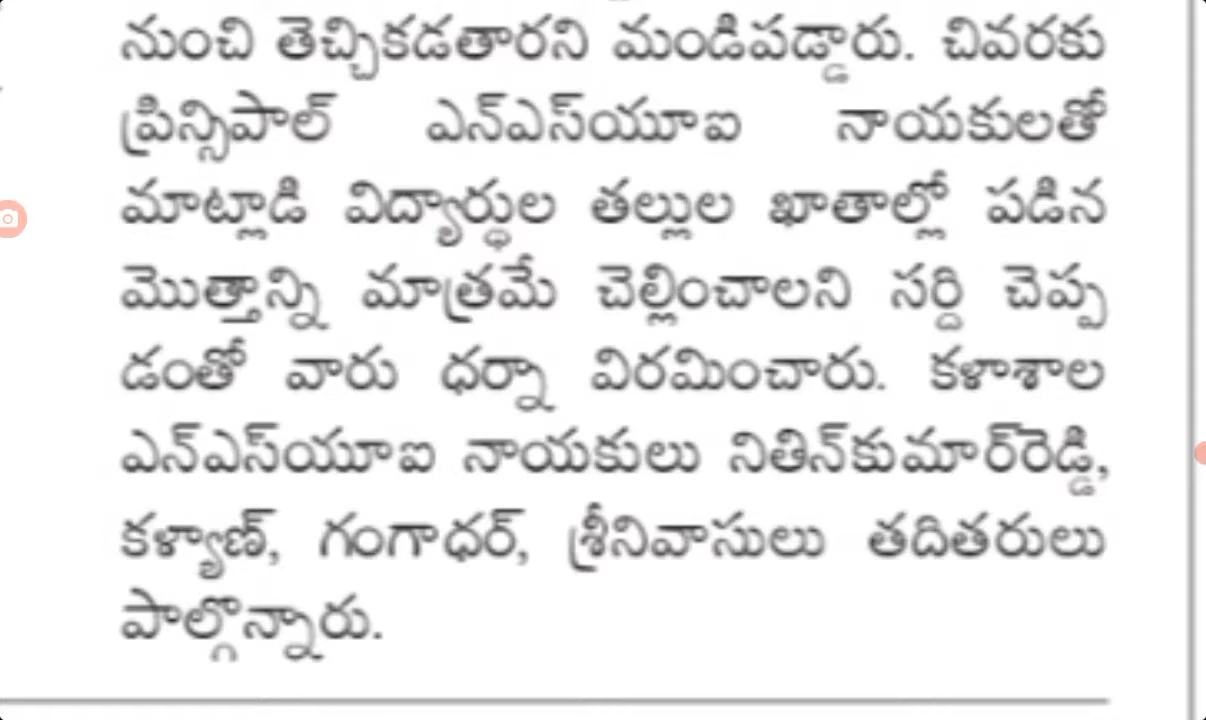 నుంచి తెచ్చికడతారని మండిపడ్డారు. చివరకు
ప్రిన్సిపాల్ ఎన్ఎస్‌యూఐ నాయకులతో
మాట్లాడి విద్యార్థుల తల్లుల ఖాతాల్లో పడిన
మొత్తాన్ని మాత్రమే చెల్లించాలని సర్ది చెప్ప
డంతో వారు ధర్నా విరమించారు. కళాశాల
ఎన్ఎస్‌యూఐ నాయకులు నితిన్‌కుమార్‌రెడ్డి,
కళ్యాణ్, గంగాధర్, శ్రీనివాసులు తదితరులు
పాల్గొన్నారు.